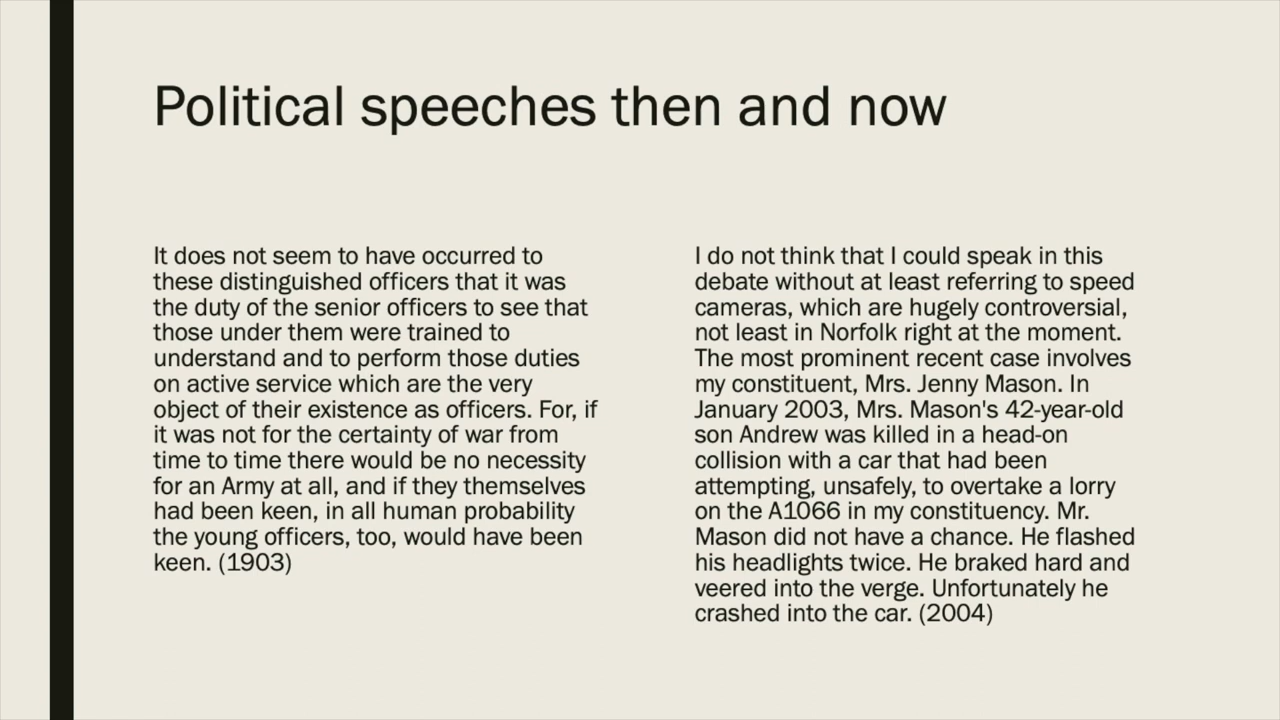 Political speeches then and now
It does not seem to have occurred to
these distinguished officers that it was
the duty of the senior officers to see that
those under them were trained to
understand and to perform those duties
on active service which are the very
object of their existence as officers. For, if
it was not for the certainty of war from
time to time there would be no necessity
for an Army at all, and if they themselves
had been keen, in all human probability
the young officers, too, would have been
keen. (1903)
I do not think that I could speak in this
debate without at least referring to speed
cameras, which are hugely controversial,
not least in Norfolk right at the moment.
The most prominent recent case involves
my constituent, Mrs. Jenny Mason. In
January 2003, Mrs. Mason's 42-year-old
son Andrew was killed in a head-on
collision with a car that had been
attempting, unsafely, to overtake a lorry
on the A1066 in my constituency. Mr.
Mason did not have a chance. He flashed
his headlights twice. He braked hard and
veered into the verge. Unfortunately he
crashed into the car. (2004)